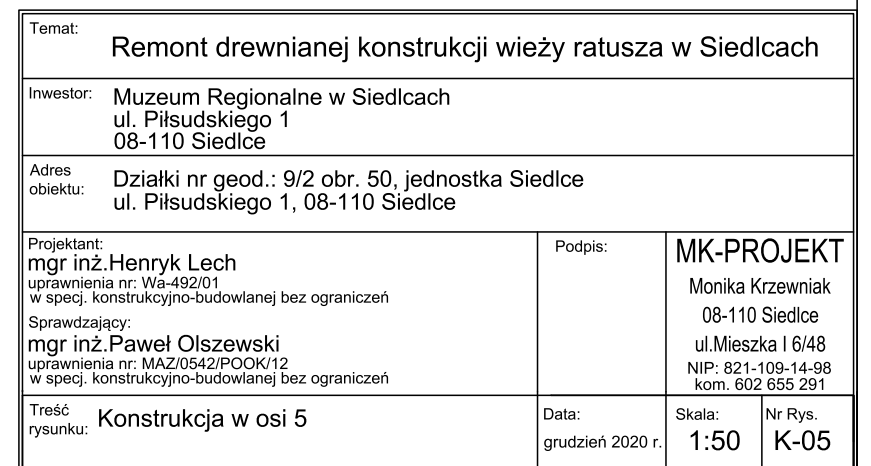 Temat:
Remont drewnianej konstrukcji wieży ratusza w Siedlcach
Inwestor:
Muzeum Regionalne w Siedlcach
ul. Piłsudskiego 1
08-110 Siedlce
Adres
obiektu:
Działki nr geod.: 9/2 obr. 50, jednostka Siedlce
ul. Piłsudskiego 1, 08-110 Siedlce
Projektant:
mgr inż.Henryk Lech
uprawnienia nr: Wa-492/01
w specj. konstrukcyjno-budowlanej bez ograniczeń
Sprawdzający:
mgr inż.Paweł Olszewski
uprawnienia nr: MAZ/0542/POOK/12
w specj. konstrukcyjno-budowlanej bez ograniczeń
Podpis:
MK-PROJEKT
Monika Krzewniak
08-110 Siedlce
ul.Mieszka I 6/48
NIP: 821-109-14-98
kom. 602 655 291
Treść
rysunku:
Konstrukcja w osi 5
Data:
grudzień 2020 r.
Skala:
1:50
Nr Rys.
K-05